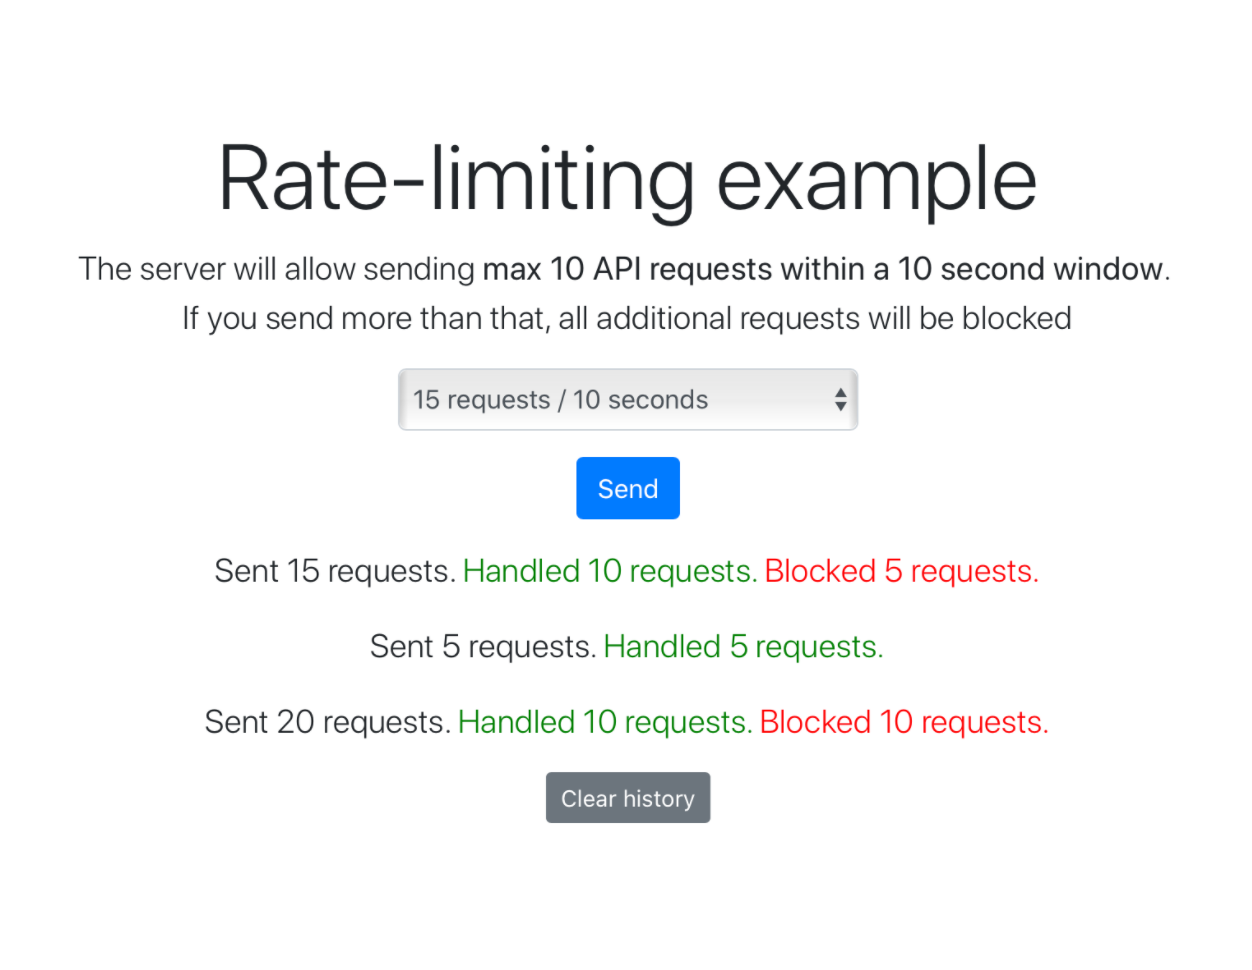 Rate-limiting example
The server will allow sending max 10 API requests within a 10 second window.
If you send more than that, all additional requests will be blocked
15 requests / 10 seconds
Send
Sent 15 requests. Handled 10 requests. Blocked 5 requests.
Sent 5 requests. Handled 5 requests.
Sent 20 requests. Handled 10 requests. Blocked 10 requests.
Clear history